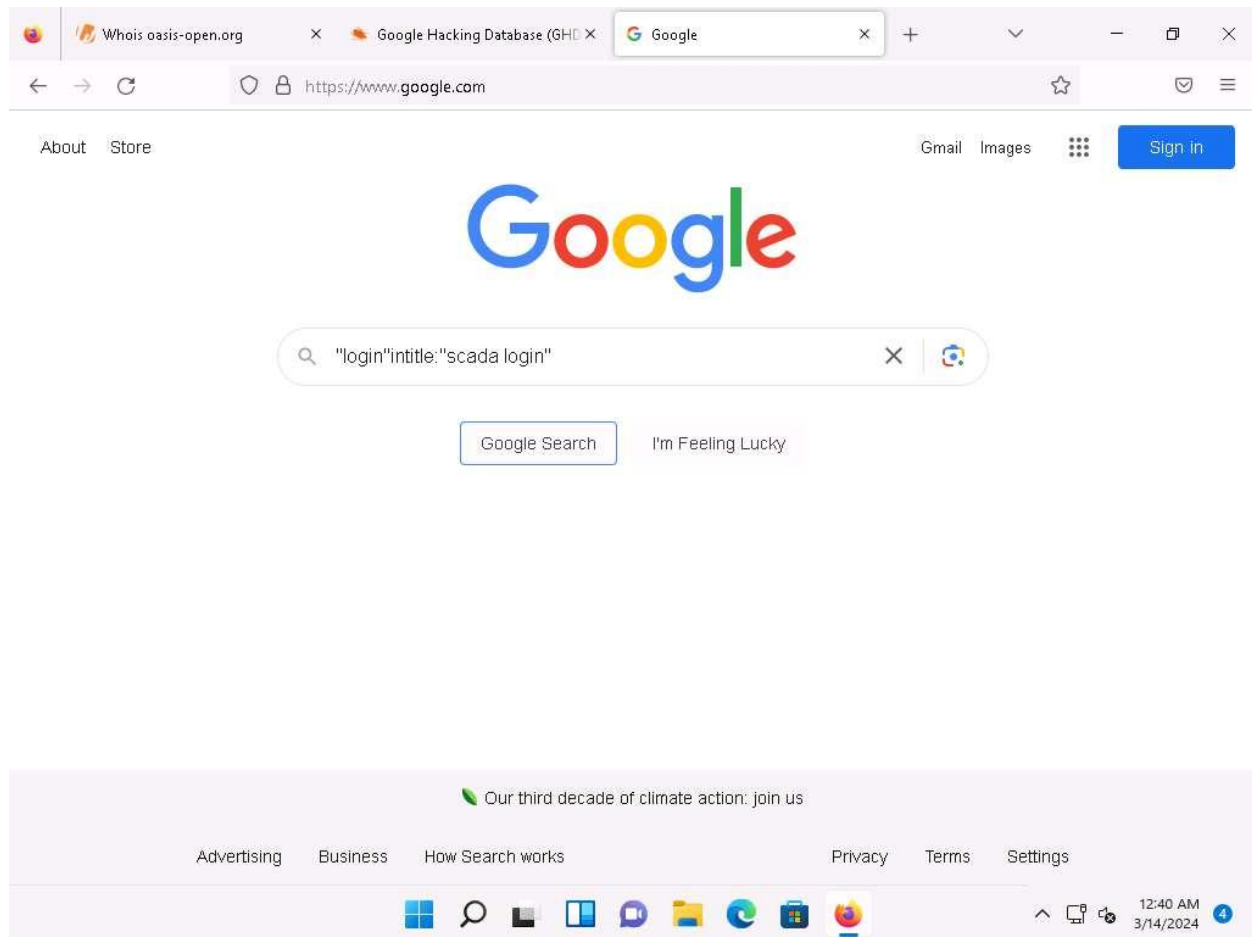 Whois oasis-open.org
Google Hacking Database (GHD
Google
https://www.google.com
About Store
Gmail Images
Sign in
Google
"login"intitle:"scada login"
Google Search
I'm Feeling Lucky
Our third decade of climate action: join us
Advertising Business How Search works
Privacy Terms Settings
12:40 AM
3/14/2024
4